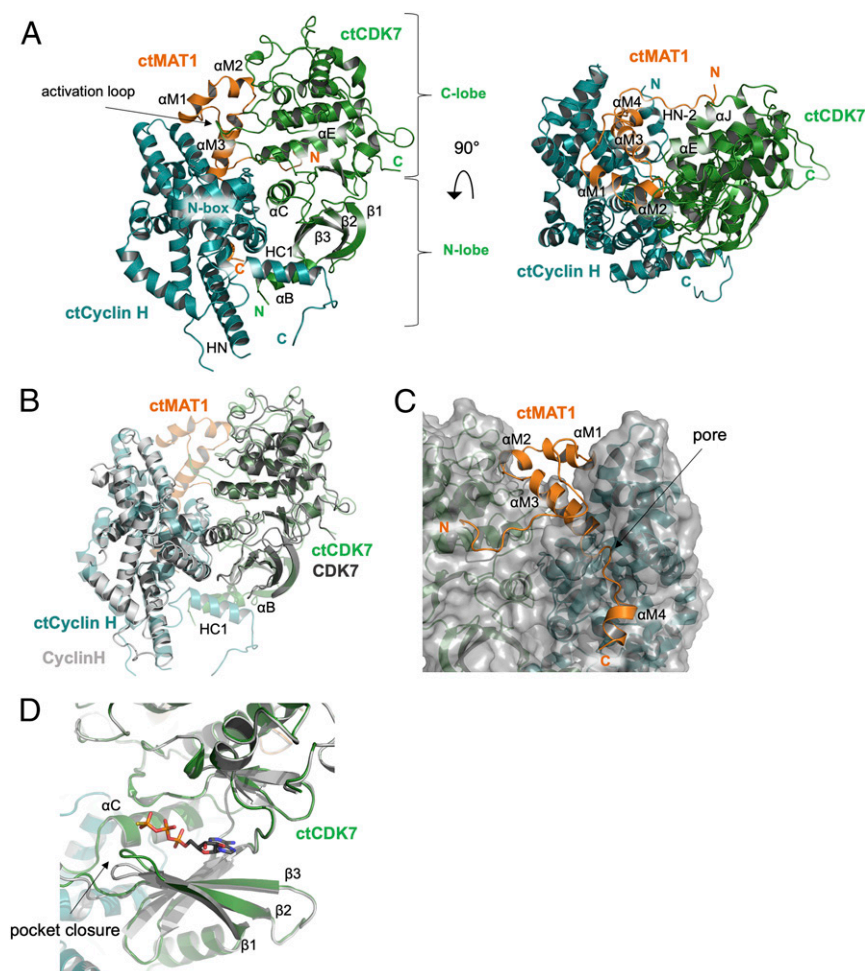 A
ctCDK7
ctMAT1
αM2
activation loop
αM1
αM3
αE
N
C
N-box
αC
β1
β2
β3
HC1
C
αB
N
ctCyclin H
HN
C
C-lobe
N-lobe
90°
ctMAT1
N
N
αM4
HN-2
αJ
ctCDK7
αM3
αE
αM1
αM2
C
ctCyclin H
C
B
ctMAT1
ctCDK7
CDK7
ctCyclin H
αB
HC1
CyclinH
C
ctMAT1
αM2
αM1
pore
αM3
N
αM4
C
D
αC
ctCDK7
β3
pocket closure
β2
β1